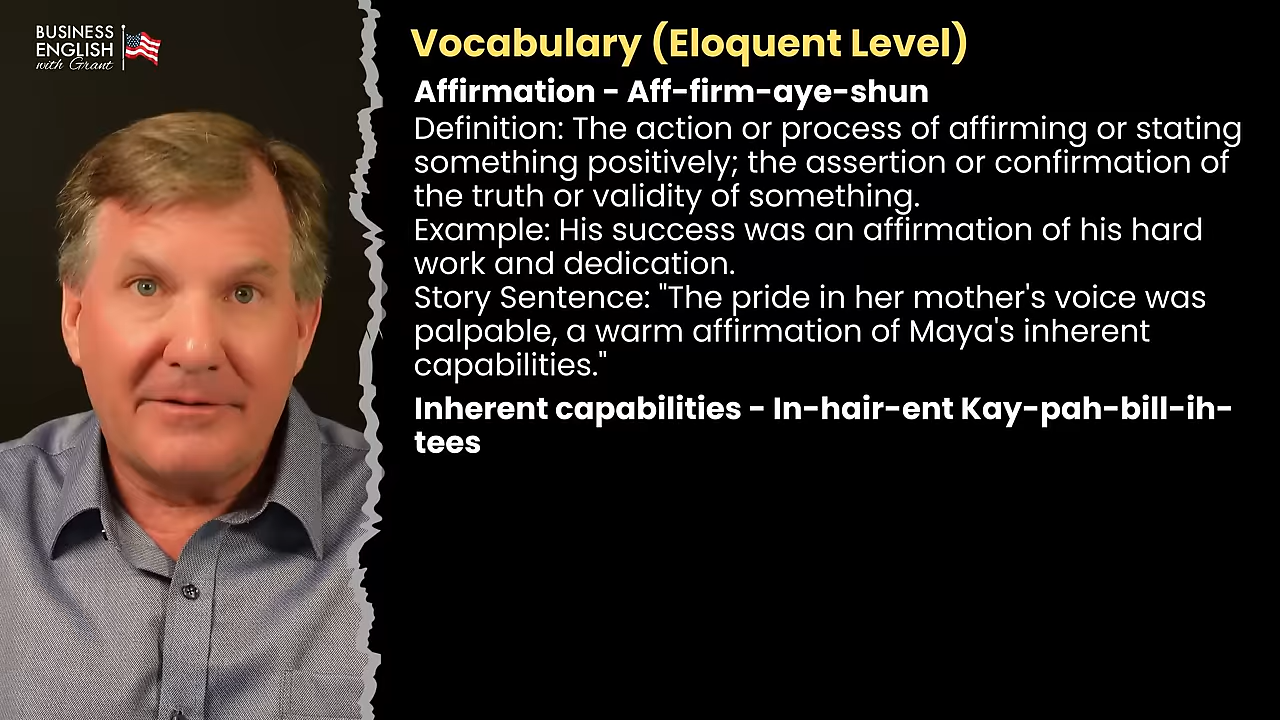 BUSINESS
ENGLISH
with Grant
Vocabulary (Eloquent Level)
Affirmation - Aff-firm-aye-shun
Definition: The action or process of affirming or stating
something positively; the assertion or confirmation of
the truth or validity of something.
Example: His success was an affirmation of his hard
work and dedication.
Story Sentence: "The pride in her mother's voice was
palpable, a warm affirmation of Maya's inherent
capabilities."
Inherent capabilities - In-hair-ent Kay-pah-bill-ih-
tees